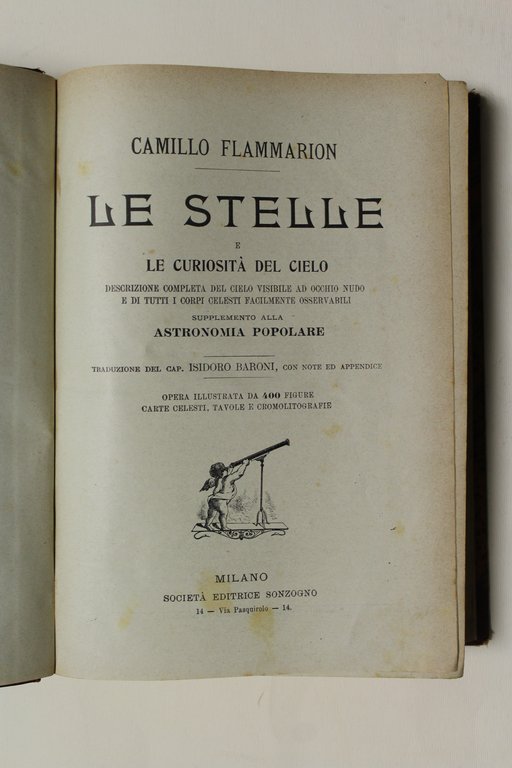 CAMILLO FLAMMARION
LE STELLE
E
LE CURIOSITÀ DEL CIELO
DESCRIZIONE COMPLETA DEL CIELO VISIBILE AD OCCHIO NUDO
E DI TUTTI I CORPI CELESTI FACILMENTE OSSERVABILI
SUPPLEMENTO ALLA
ASTRONOMIA POPOLARE
TRADUZIONE DEL CAP. ISIDORO BARONI, CON NOTE ED APPENDICE
OPERA ILLUSTRATA DA 400 FIGURE
CARTE CELESTI, TAVOLE E CROMOLITOGRAFIE
MILANO
SOCIETÀ EDITRICE SONZOGNO
14 — Via Pasquirolo — 14.